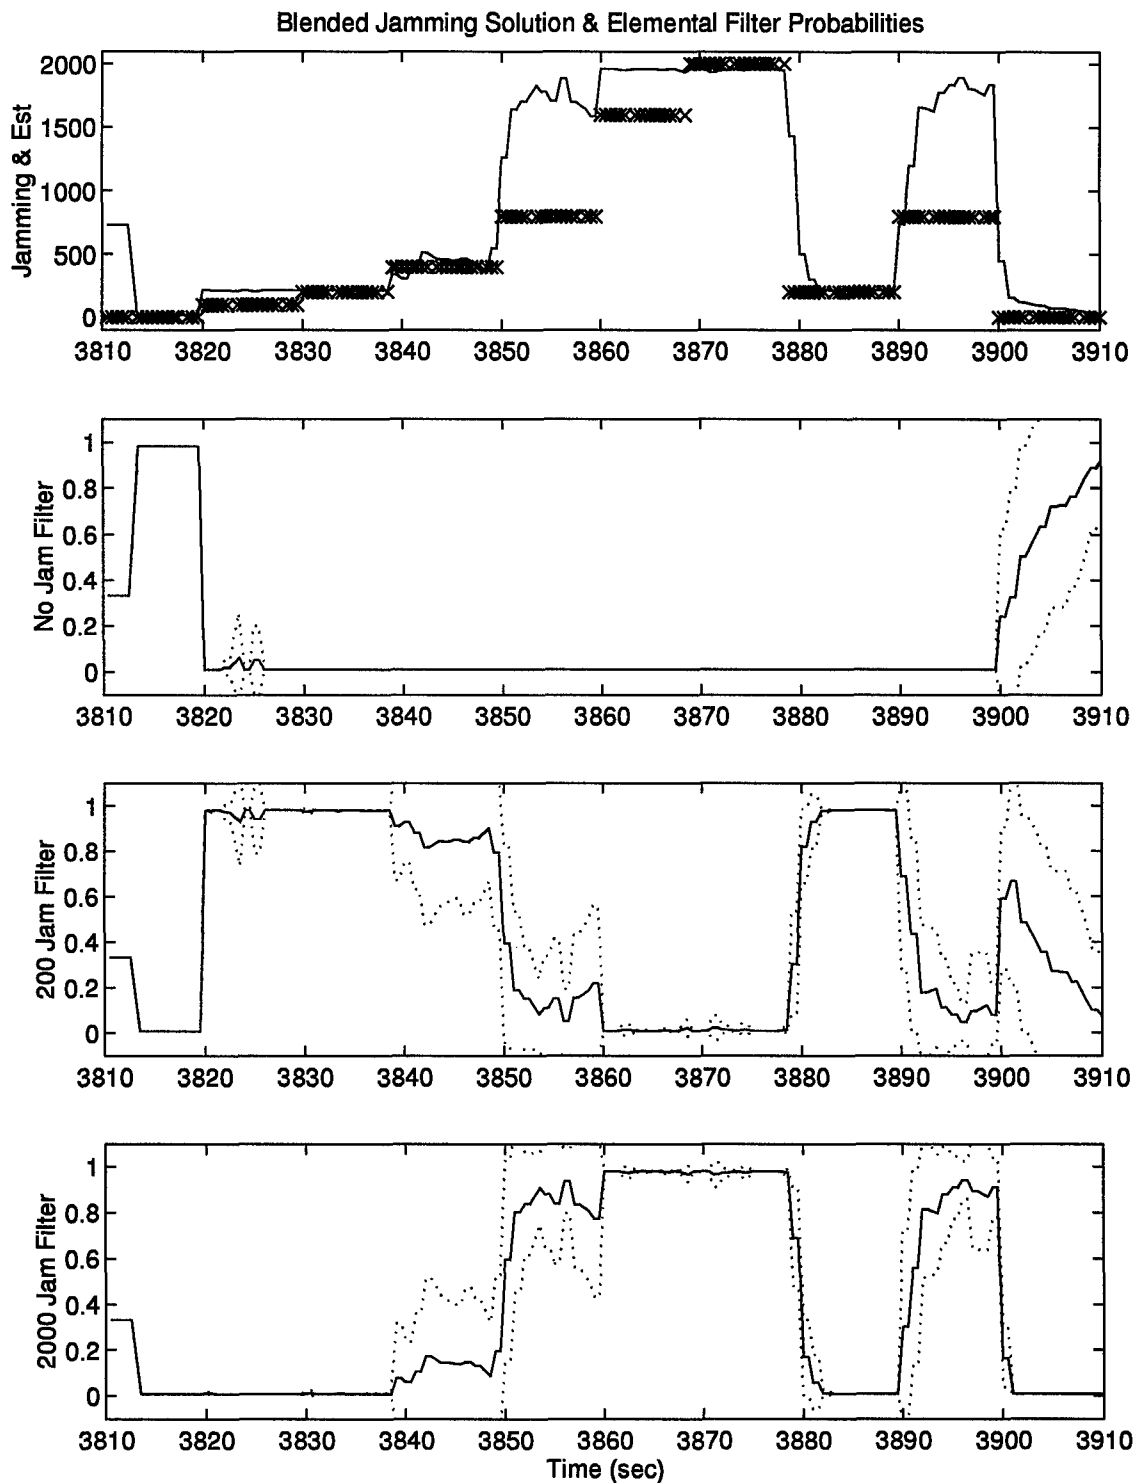 Blended Jamming Solution & Elemental Filter Probabilities
Jamming & Est
2000
1500
1000
500
0
3810 3820 3830 3840 3850 3860 3870 3880 3890 3900 3910
No Jam Filter
1
0.8
0.6
0.4
0.2
0
3810 3820 3830 3840 3850 3860 3870 3880 3890 3900 3910
200 Jam Filter
1
0.8
0.6
0.4
0.2
0
3810 3820 3830 3840 3850 3860 3870 3880 3890 3900 3910
2000 Jam Filter
1
0.8
0.6
0.4
0.2
0
3810 3820 3830 3840 3850 3860 3870 3880 3890 3900 3910
Time (sec)